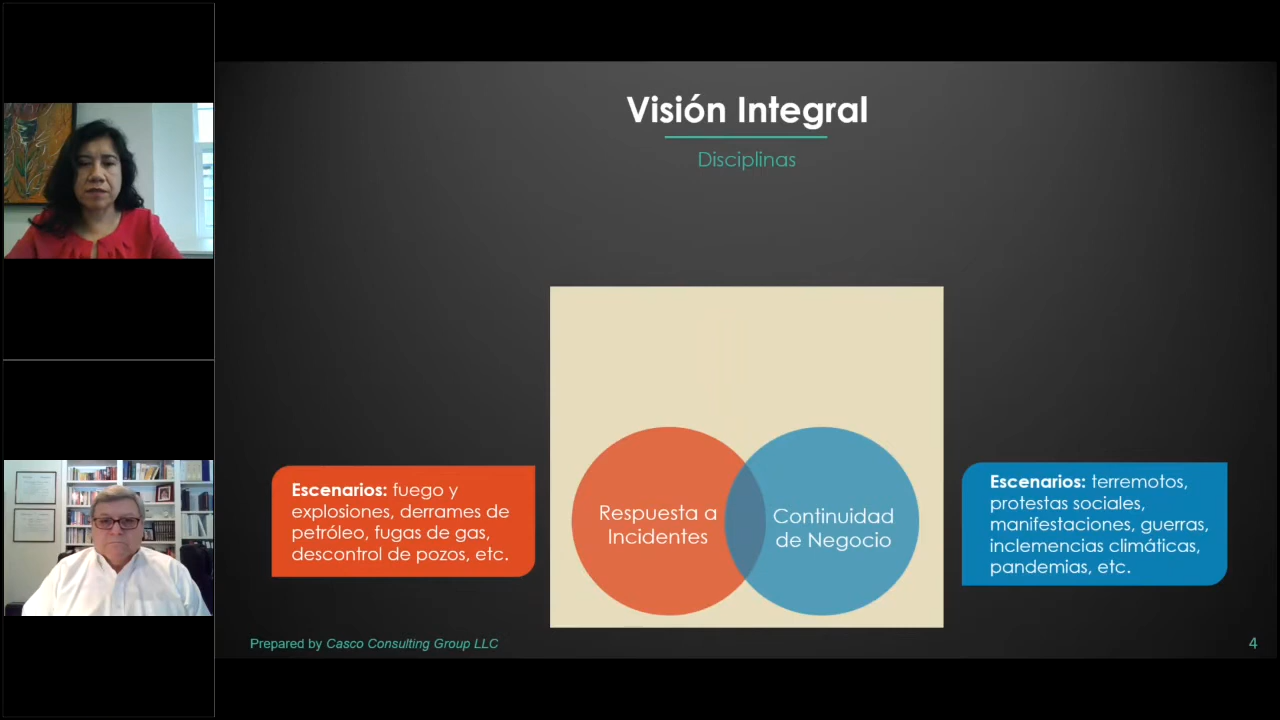 Visión Integral
Disciplinas
Escenarios: fuego y
explosiones, derrames de
petróleo, fugas de gas,
descontrol de pozos, etc.
Respuesta a
Incidentes
Continuidad
de Negocio
Escenarios: terremotos,
protestas sociales,
manifestaciones, guerras,
inclemencias climáticas,
pandemias, etc.
Prepared by Casco Consulting Group LLC
4